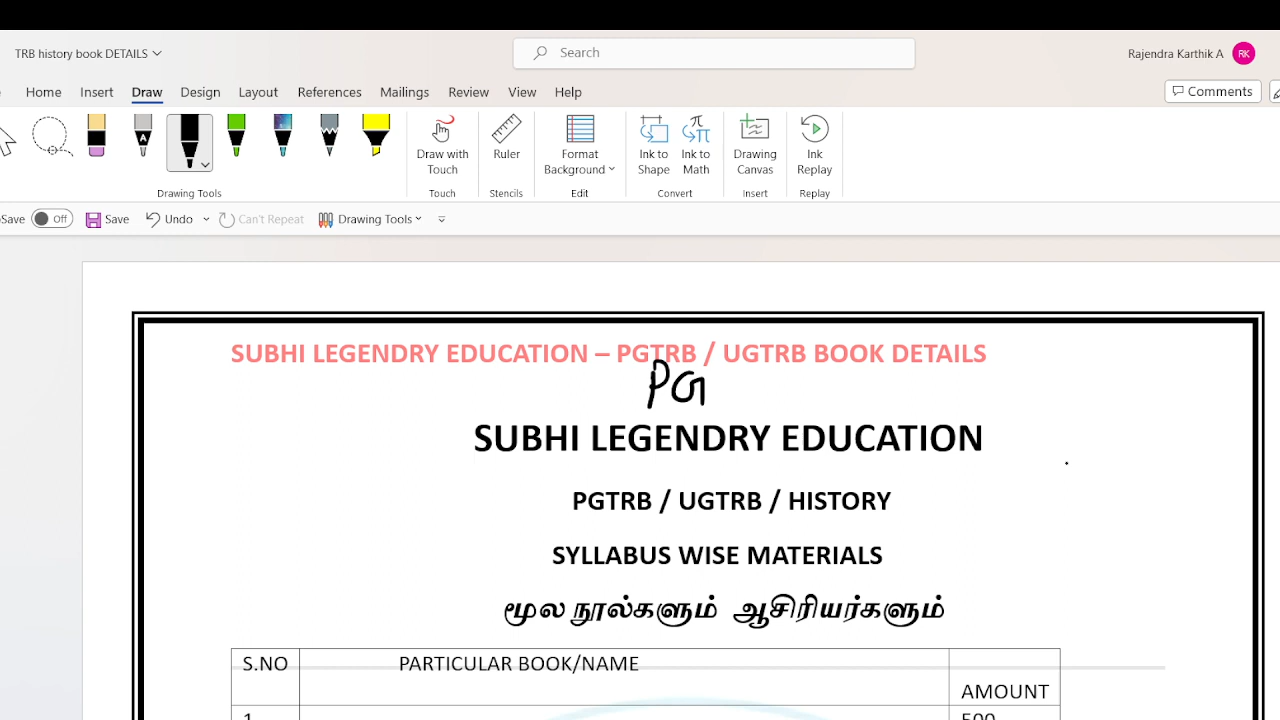 TRB history book DETAILS
Search
Rajendra Karthik A RK
Home Insert Draw Design Layout References Mailings Review View Help
Comments
A
Draw with Touch
Ruler
Format Background
Ink to Shape
Ink to Math
Drawing Canvas
Ink Replay
Drawing Tools Touch Stencils Edit Convert Insert Replay
Save Off Save Undo Can't Repeat Drawing Tools
SUBHI LEGENDRY EDUCATION – PGTRB / UGTRB BOOK DETAILS
PG
SUBHI LEGENDRY EDUCATION
PGTRB / UGTRB / HISTORY
SYLLABUS WISE MATERIALS
மூல நூல்களும் ஆசிரியர்களும்
S.NO PARTICULAR BOOK/NAME
AMOUNT
1 500